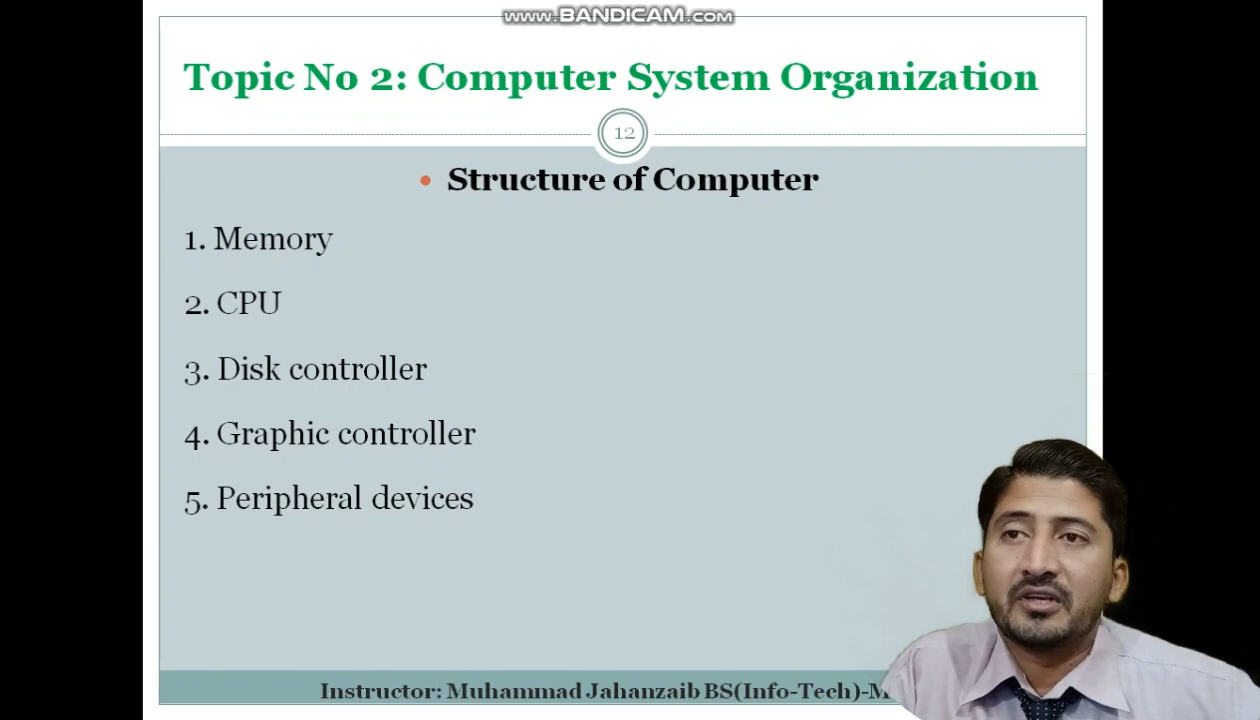 www.BANDICAM.com
Topic No 2: Computer System Organization
12
• Structure of Computer
1. Memory
2. CPU
3. Disk controller
4. Graphic controller
5. Peripheral devices
Instructor: Muhammad Jahanzaib BS(Info-Tech)-M